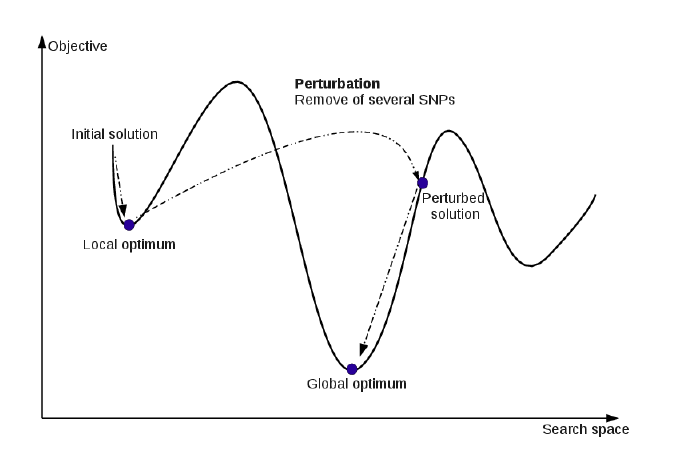 Objective
Perturbation
Remove of several SNPs
Initial solution
Perturbed
solution
Local optimum
Global optimum
Search space